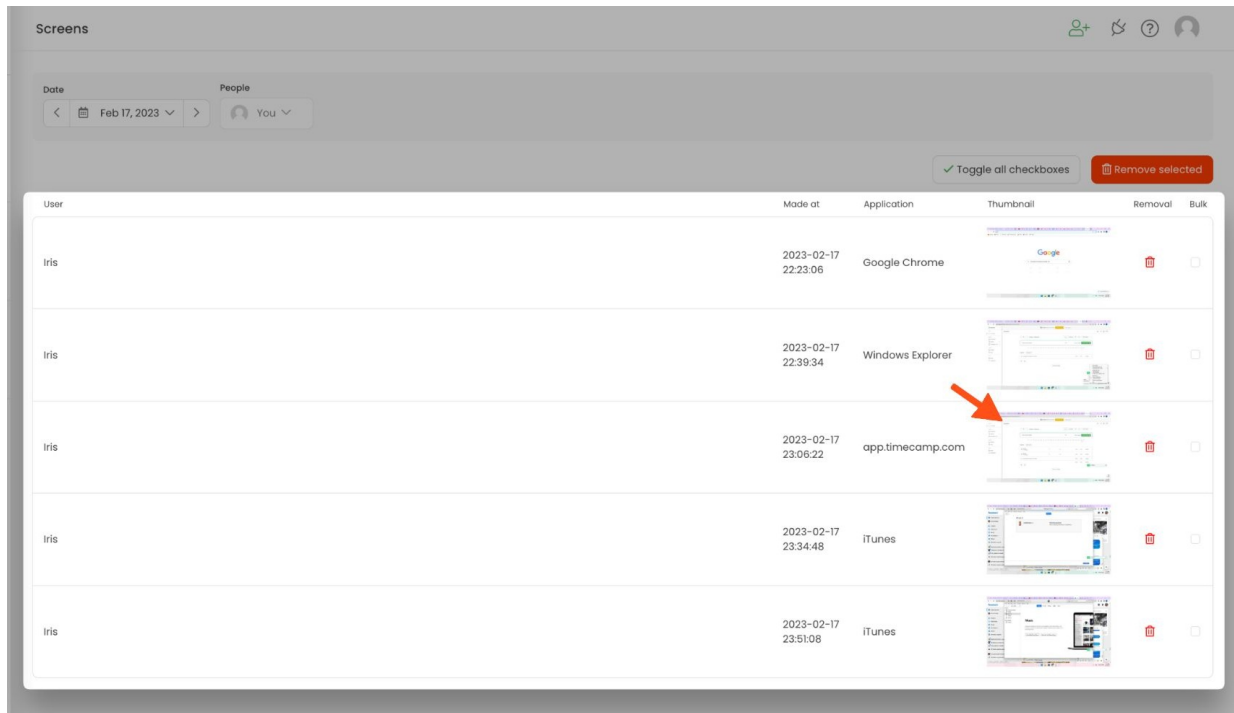 Screens
Date
People
Feb 17, 2023
You
Toggle all checkboxes
Remove selected
User Made at Application Thumbnail Removal Bulk
Iris 2023-02-17 Google Chrome Google
22:23:06
Iris 2023-02-17 Windows Explorer
22:39:34
Iris 2023-02-17 app.timecamp.com
23:06:22
Iris 2023-02-17 iTunes
23:34:48
Iris 2023-02-17 iTunes
23:51:08